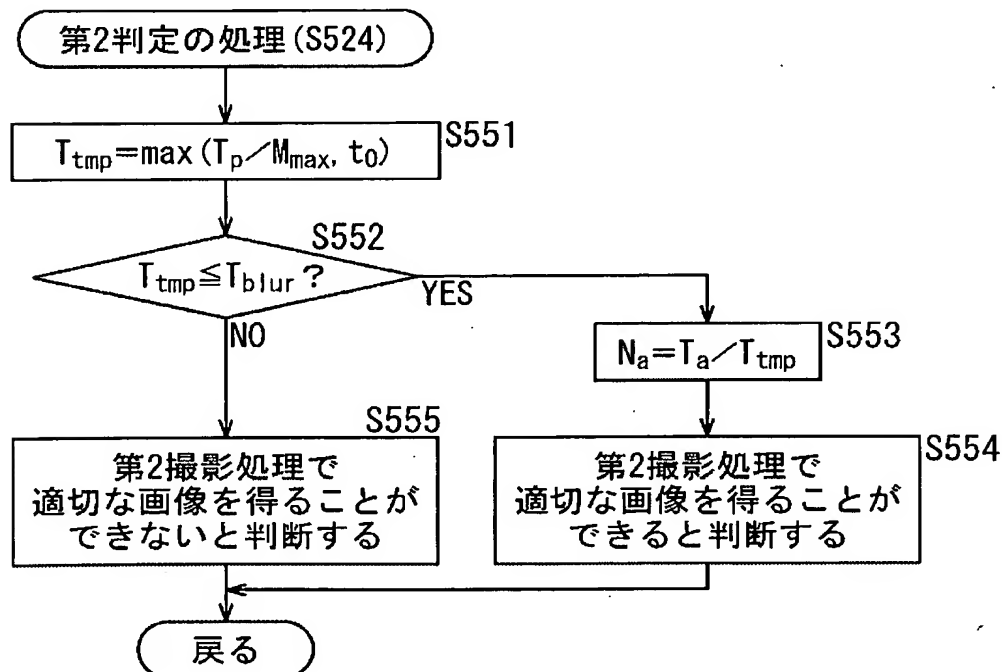 第2判定の処理(S524)
S551
T_tmp=max(T_p／M_max, t_0)
S552
T_tmp≦T_blur?
YES
NO
S553
N_a=T_a／T_tmp
S555
第2撮影処理で
適切な画像を得ることが
できないと判断する
S554
第2撮影処理で
適切な画像を得ることが
できると判断する
戻る